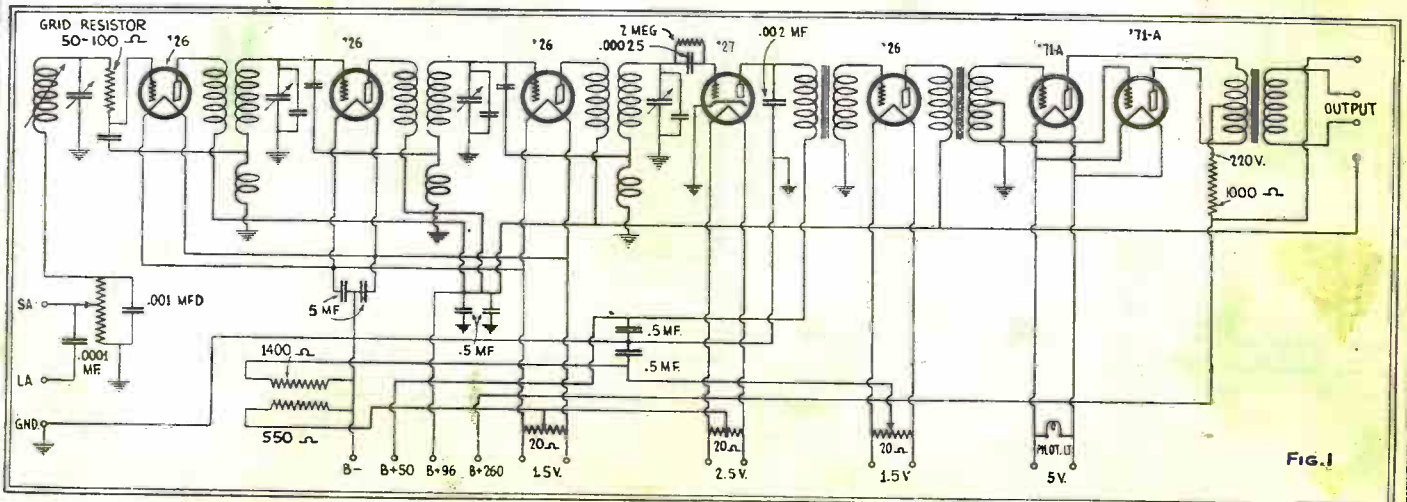 GRID RESISTOR
50-100 Ω
'26
'26
'26
2 MEG
.00025
'27
.002 MF
'26
'71-A
'71-A
OUTPUT
220 V.
1000 Ω
SA
.001 MFD
.0001
MF.
LA
GND.
5 MF
.5 MF
.5 MF.
.5 MF.
1400 Ω
550 Ω
20 Ω
20 Ω
20 Ω
PILOT. LT
B-
B+50
B+96
B+260
1.5V.
2.5 V.
1.5 V
5 V.
FIG.1